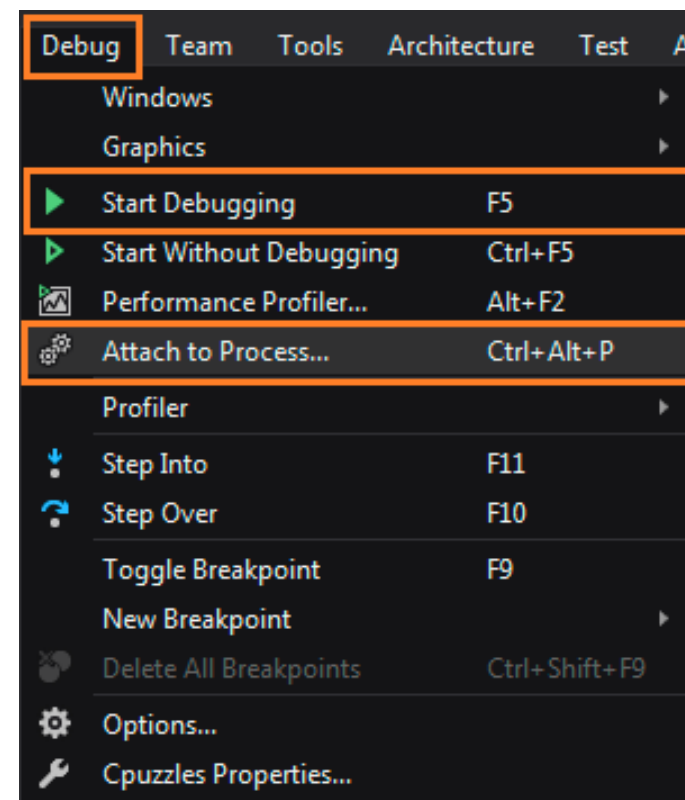 Debug Team Tools Architecture Test
Windows
Graphics
Start Debugging F5
Start Without Debugging Ctrl+F5
Performance Profiler... Alt+F2
Attach to Process... Ctrl+Alt+P
Profiler
Step Into F11
Step Over F10
Toggle Breakpoint F9
New Breakpoint
Delete All Breakpoints Ctrl+Shift+F9
Options...
Cpuzzles Properties...